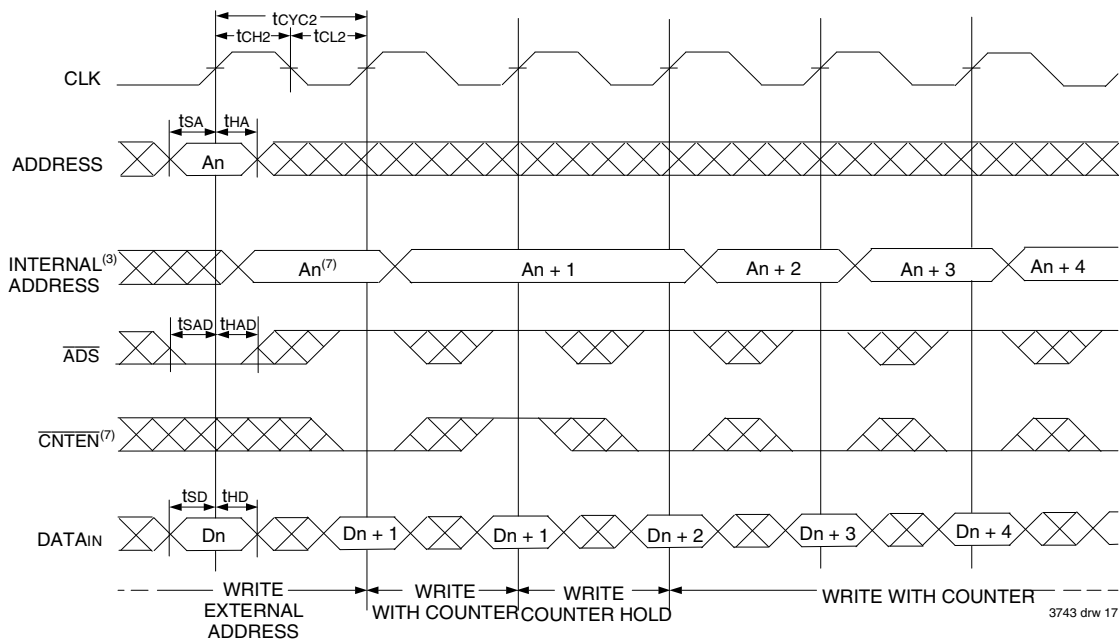 tCYC2
tCH2 tCL2
CLK
tSA tHA
ADDRESS An
INTERNAL(3) ADDRESS An(7) An + 1 An + 2 An + 3 An + 4
tSAD tHAD
ADS
CNTEN(7)
tSD tHD
DATAIN Dn Dn + 1 Dn + 1 Dn + 2 Dn + 3 Dn + 4
WRITE EXTERNAL ADDRESS
WRITE WITH COUNTER
WRITE COUNTER HOLD
WRITE WITH COUNTER
3743 drw 17